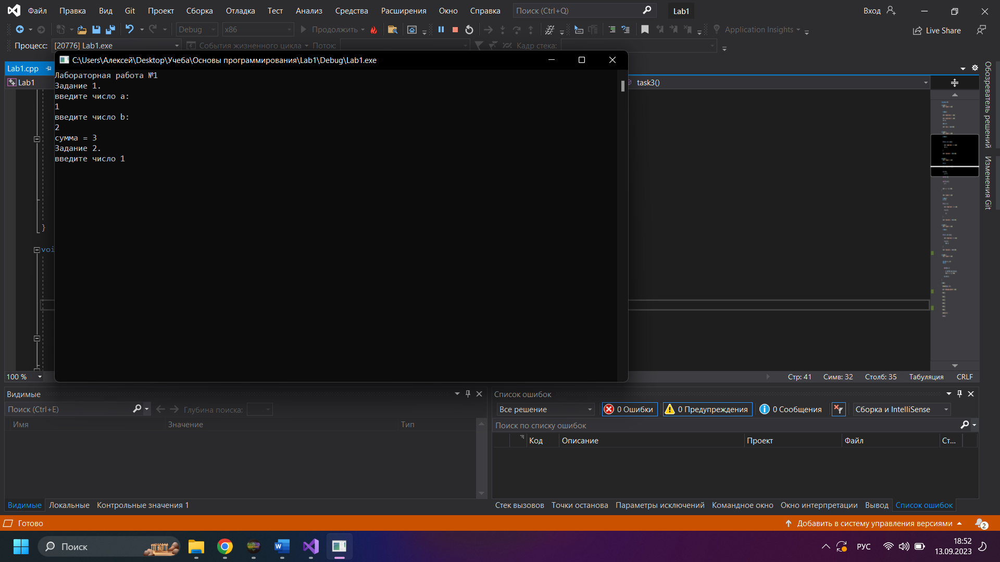 Файл Правка Вид Git Проект Сборка Отладка Тест Анализ Средства Расширения Окно Справка Поиск (Ctrl+Q) Lab1 Вход
Debug x86 Продолжить Application Insights Live Share
Процесс: [20776] Lab1.exe События жизненного цикла Поток: Кадр стека:
C:\Users\Алексей\Desktop\Учеба\Основы программирования\Lab1\Debug\Lab1.exe
Lab1.cpp
Lab1 task3()
Лабораторная работа №1
Задание 1.
введите число a:
1
введите число b:
2
сумма = 3
Задание 2.
введите число 1
}
voi
Обозреватель решений
Изменения Git
100 % Стр: 41 Симв: 32 Столб: 35 Табуляция CRLF
Видимые
Поиск (Ctrl+E) Глубина поиска:
Имя Значение Тип
Видимые Локальные Контрольные значения 1
Список ошибок
Все решение 0 Ошибки 0 Предупреждения 0 Сообщения Сборка и IntelliSense
Поиск по списку ошибок
Код Описание Проект Файл Ст...
Стек вызовов Точки останова Параметры исключений Командное окно Окно интерпретации Вывод Список ошибок
Готово Добавить в систему управления версиями 2
Поиск РУС 18:52
13.09.2023